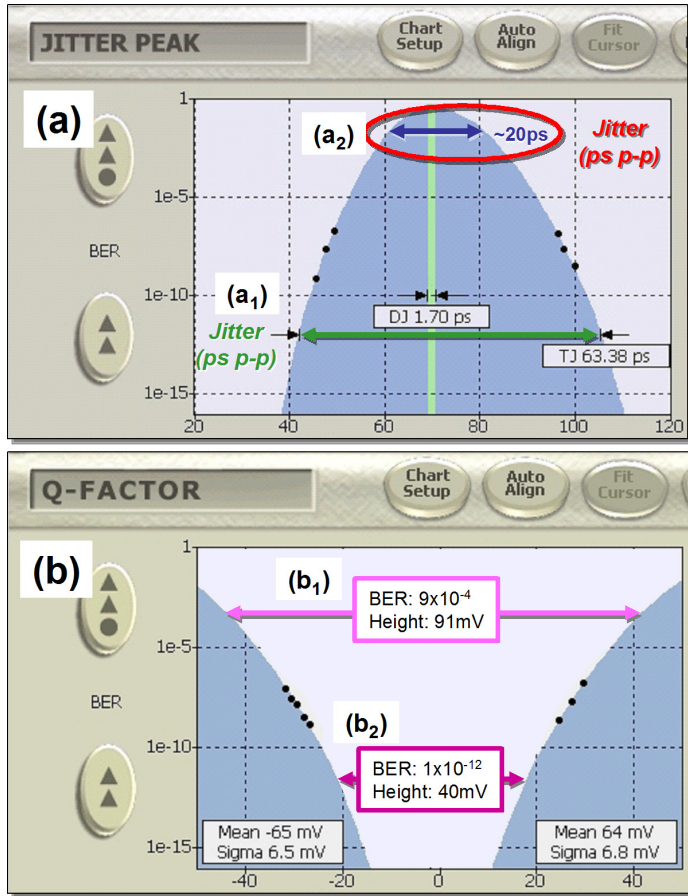 JITTER PEAK
Chart
Setup
Auto
Align
Fit
Cursor
(a)
BER
1
1e-5
1e-10
1e-15
(a2)
~20ps
Jitter
(ps p-p)
(a1)
Jitter
(ps p-p)
DJ 1.70 ps
TJ 63.38 ps
20
40
60
80
100
120
Q-FACTOR
Chart
Setup
Auto
Align
Fit
Cursor
(b)
BER
1
1e-5
1e-10
1e-15
(b1)
BER: 9x10-4
Height: 91mV
(b2)
BER: 1x10-12
Height: 40mV
Mean -65 mV
Sigma 6.5 mV
Mean 64 mV
Sigma 6.8 mV
-40
-20
0
20
40